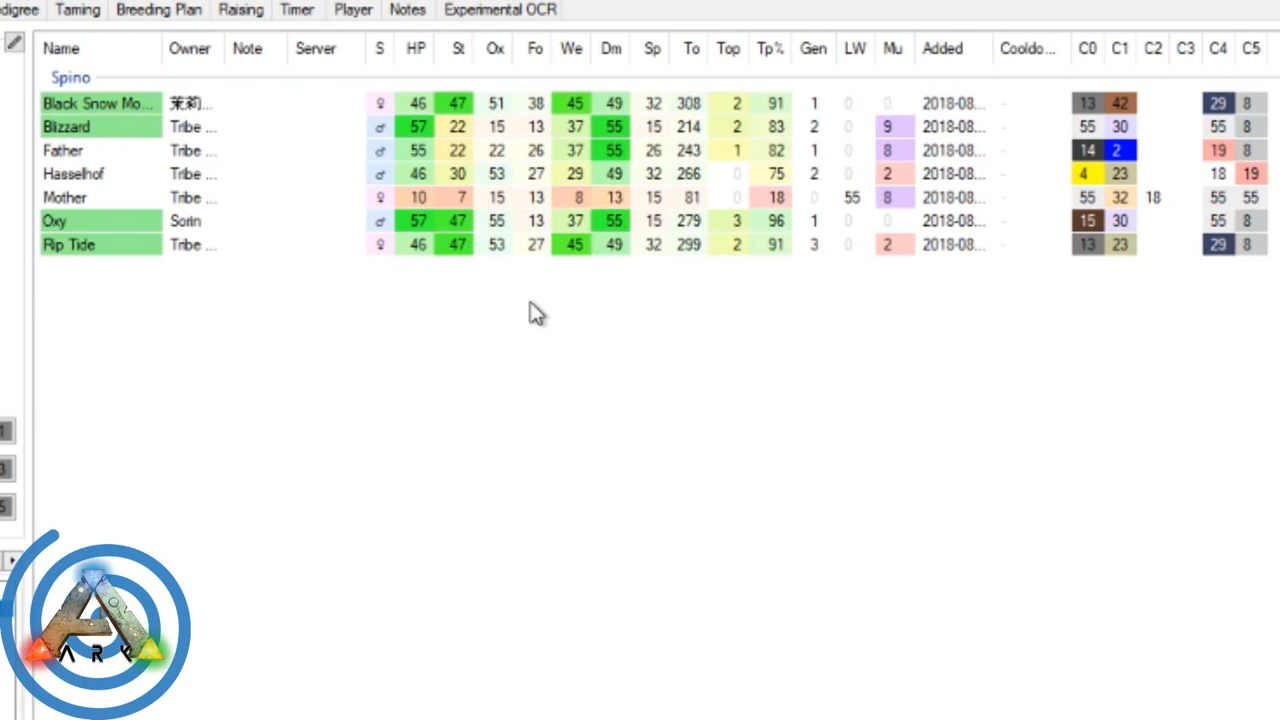 digree Taming Breeding Plan Raising Timer Player Notes Experimental OCR
Name Owner Note Server S HP St Ox Fo We Dm Sp To Top Tp% Gen LW Mu Added Cooldo... C0 C1 C2 C3 C4 C5
Spino
Black Snow Mo... 茉莉... ♀ 46 47 51 38 45 49 32 308 2 91 1 0 0 2018-08... - 13 42 29 8
Blizzard Tribe ... ♂ 57 22 15 13 37 55 15 214 2 83 2 0 9 2018-08... - 55 30 55 8
Father Tribe ... ♂ 55 22 22 26 37 55 26 243 1 82 1 0 8 2018-08... - 14 2 19 8
Hasselhof Tribe ... ♂ 46 30 53 27 29 49 32 266 0 75 2 0 2 2018-08... - 4 23 18 19
Mother Tribe ... ♀ 10 7 15 13 8 13 15 81 0 18 0 55 8 2018-08... - 55 32 18 55 55
Oxy Sorin ♂ 57 47 55 13 37 55 15 279 3 96 1 0 0 2018-08... - 15 30 55 8
Rip Tide Tribe ... ♀ 46 47 53 27 45 49 32 299 2 91 3 0 2 2018-08... - 13 23 29 8
1
3
5
ARK